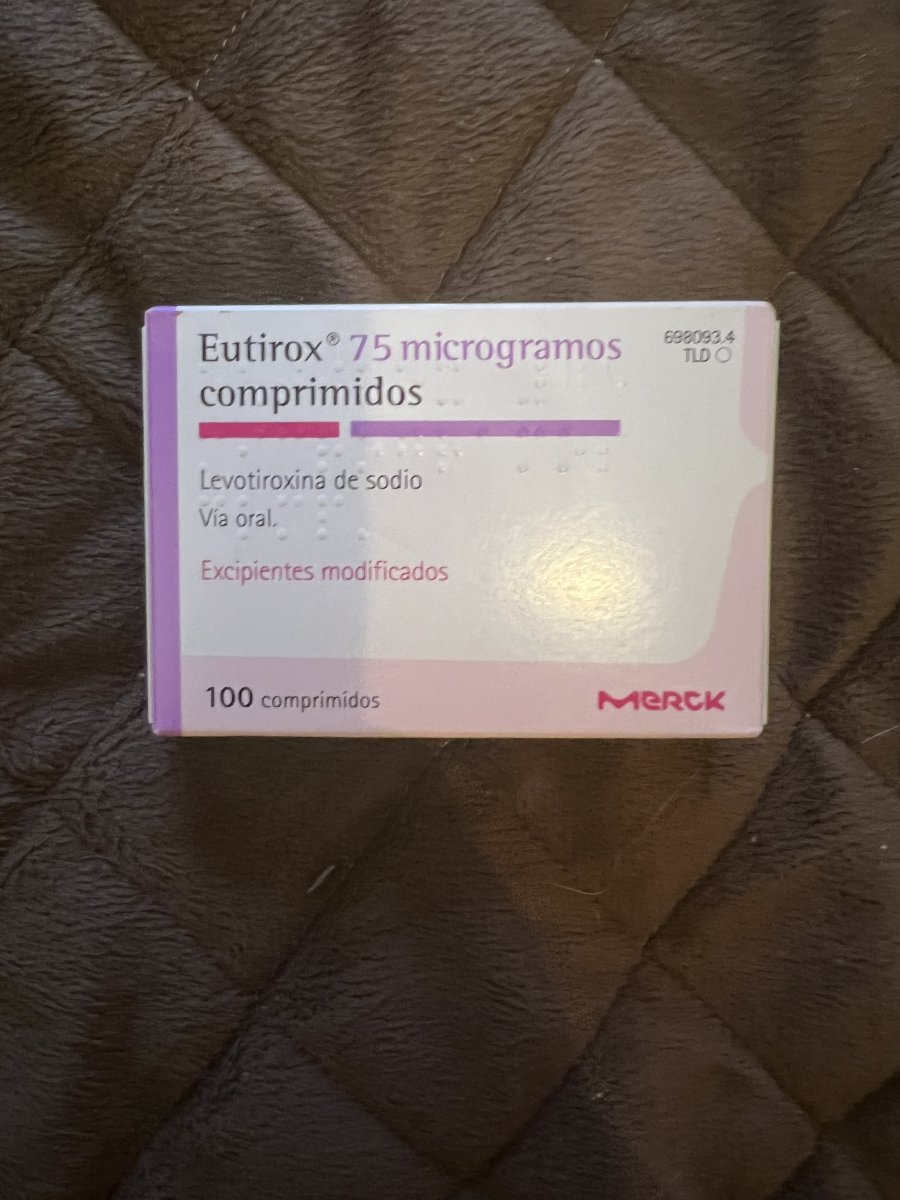 Eutirox® 75 microgramos
comprimidos
698093.4
TLD
Levotiroxina de sodio
Vía oral.
Excipientes modificados
100 comprimidos
MERCK